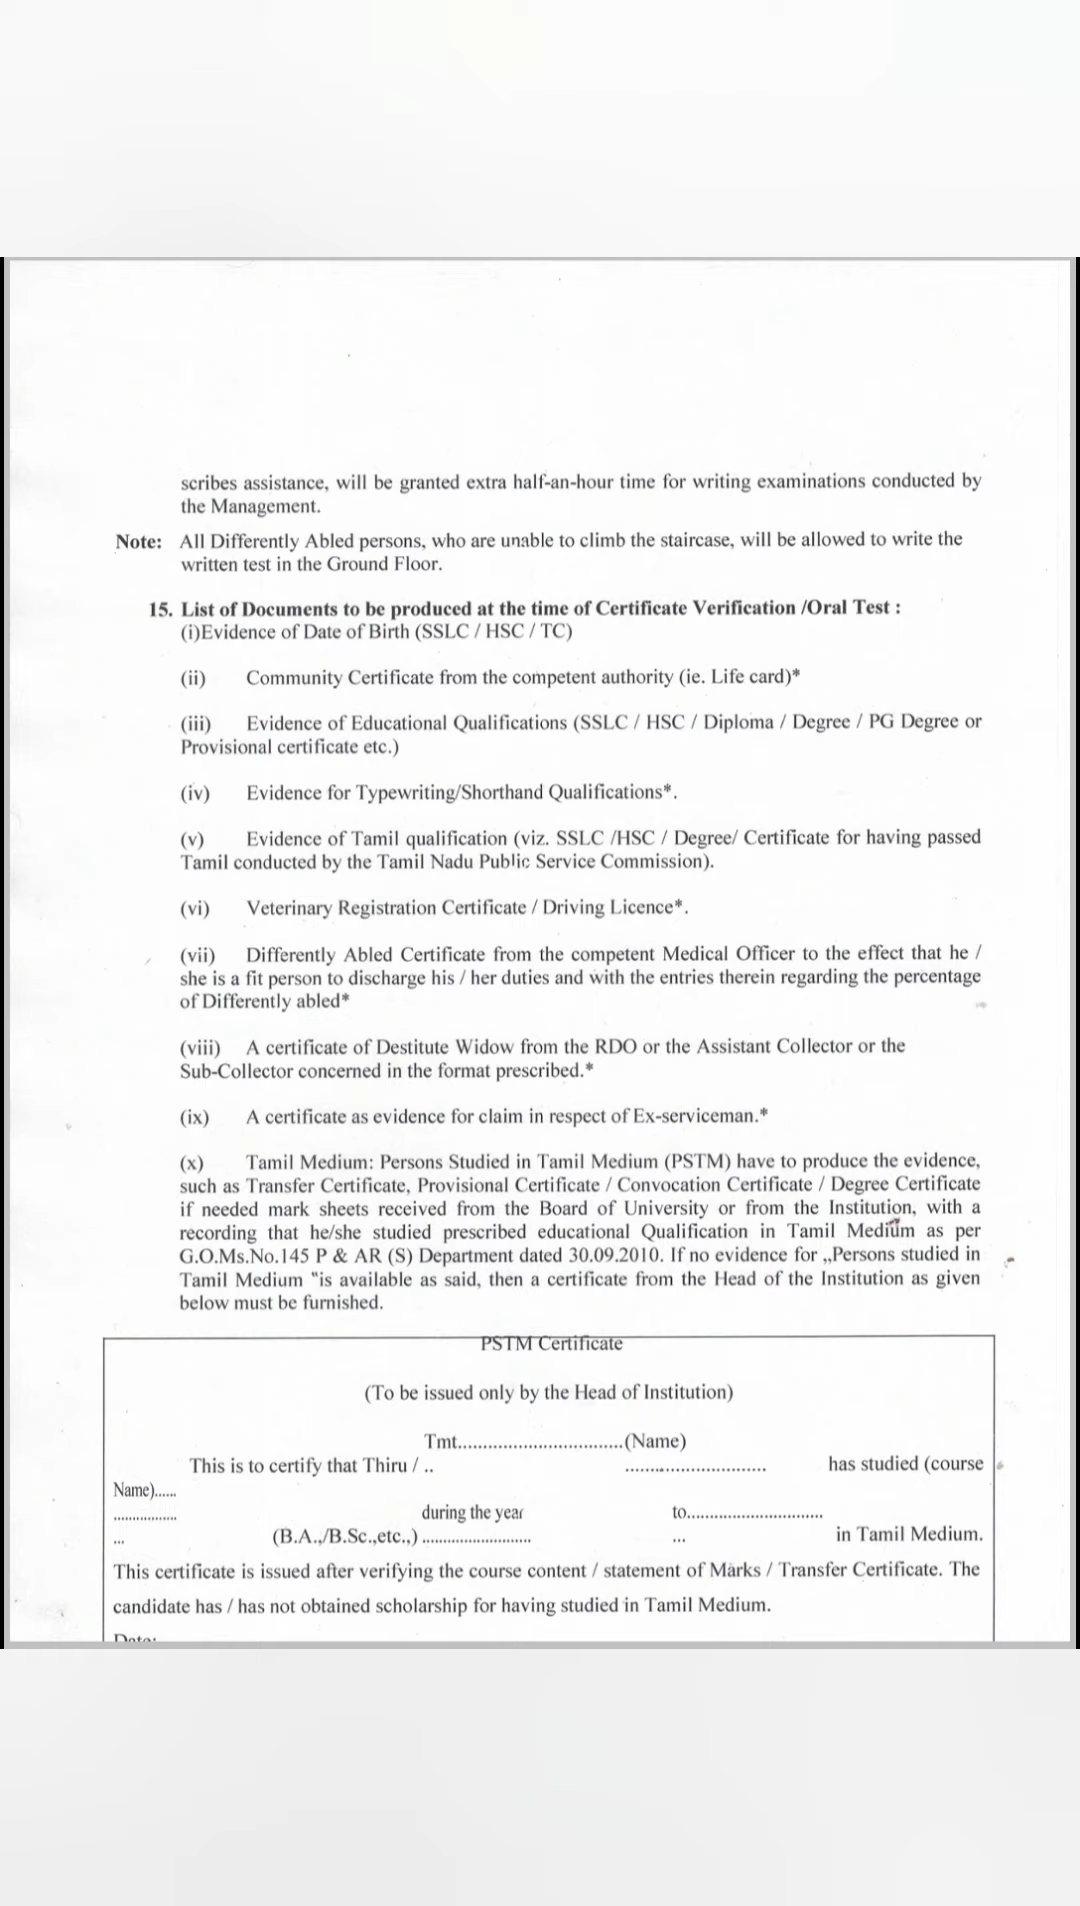 scribes assistance, will be granted extra half-an-hour time for writing examinations conducted by
the Management.
Note: All Differently Abled persons, who are unable to climb the staircase, will be allowed to write the
written test in the Ground Floor.
15. List of Documents to be produced at the time of Certificate Verification /Oral Test :
(i)Evidence of Date of Birth (SSLC / HSC / TC)
(ii) Community Certificate from the competent authority (ie. Life card)*
(iii) Evidence of Educational Qualifications (SSLC / HSC / Diploma / Degree / PG Degree or
Provisional certificate etc.)
(iv) Evidence for Typewriting/Shorthand Qualifications*.
(v) Evidence of Tamil qualification (viz. SSLC /HSC / Degree/ Certificate for having passed
Tamil conducted by the Tamil Nadu Public Service Commission).
(vi) Veterinary Registration Certificate / Driving Licence*.
(vii) Differently Abled Certificate from the competent Medical Officer to the effect that he /
she is a fit person to discharge his / her duties and with the entries therein regarding the percentage
of Differently abled*
(viii) A certificate of Destitute Widow from the RDO or the Assistant Collector or the
Sub-Collector concerned in the format prescribed.*
(ix) A certificate as evidence for claim in respect of Ex-serviceman.*
(x) Tamil Medium: Persons Studied in Tamil Medium (PSTM) have to produce the evidence,
such as Transfer Certificate, Provisional Certificate / Convocation Certificate / Degree Certificate
if needed mark sheets received from the Board of University or from the Institution, with a
recording that he/she studied prescribed educational Qualification in Tamil Medium as per
G.O.Ms.No.145 P & AR (S) Department dated 30.09.2010. If no evidence for „Persons studied in
Tamil Medium "is available as said, then a certificate from the Head of the Institution as given
below must be furnished.
PSTM Certificate
(To be issued only by the Head of Institution)
Tmt.................................(Name)
This is to certify that Thiru / .. ............................ has studied (course
Name)......
................. during the year to...........................
... (B.A.,/B.Sc.,etc.,) .......................... ... in Tamil Medium.
This certificate is issued after verifying the course content / statement of Marks / Transfer Certificate. The
candidate has / has not obtained scholarship for having studied in Tamil Medium.
Date: